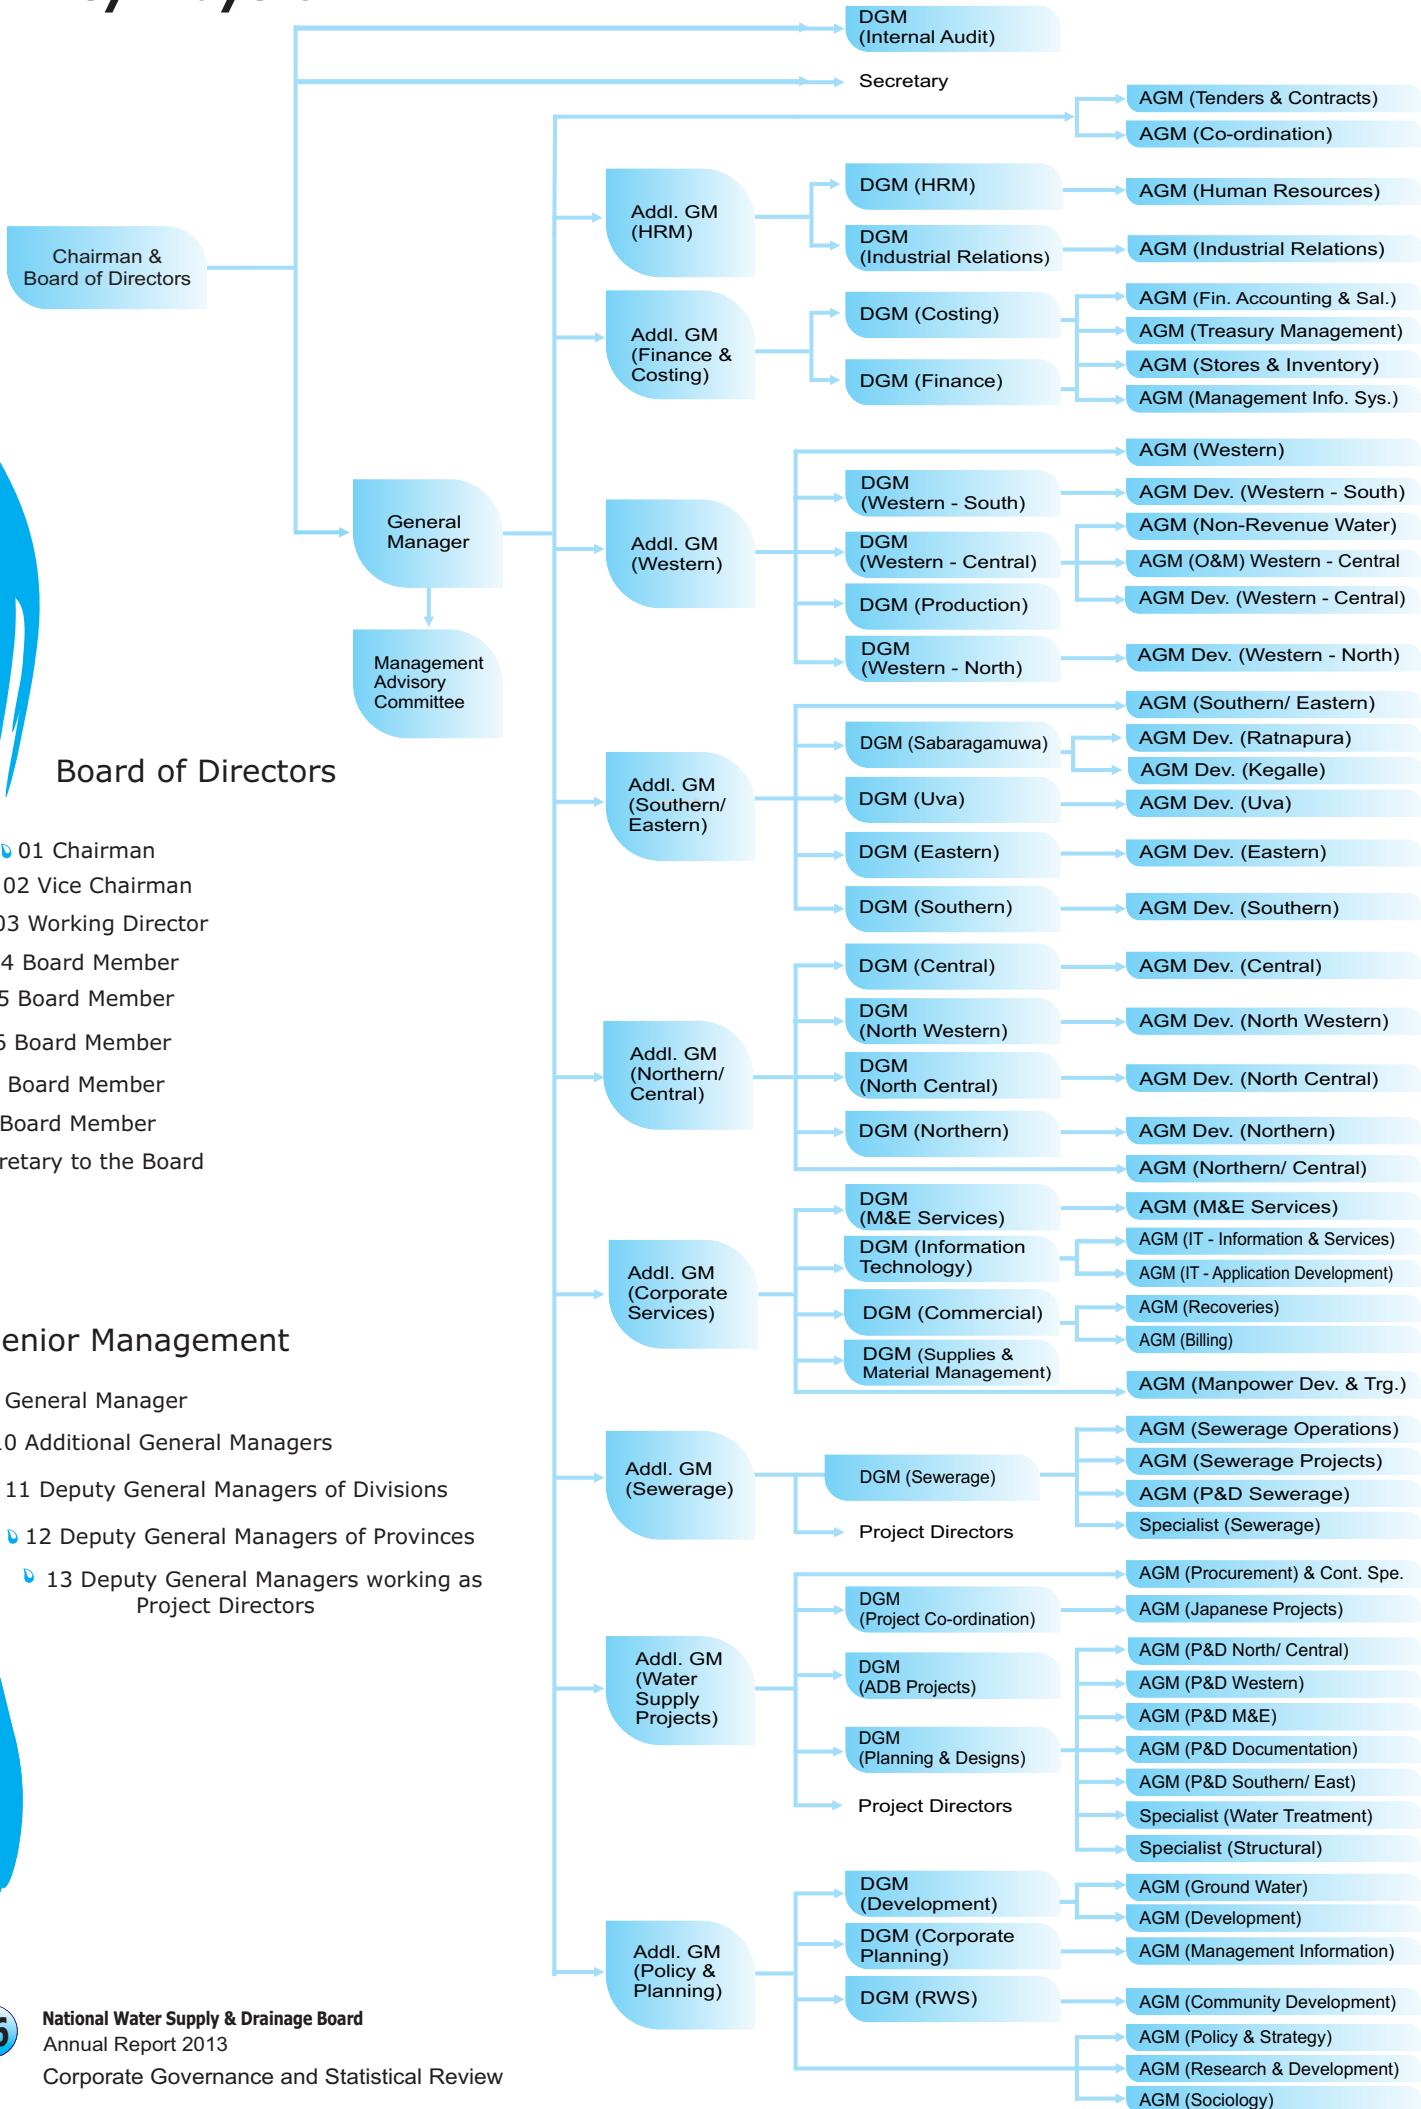 DGM
(Internal Audit)
Secretary
AGM (Tenders & Contracts)
AGM (Co-ordination)
Chairman &
Board of Directors
General
Manager
Management
Advisory
Committee
Addl. GM
(HRM)
DGM (HRM)
AGM (Human Resources)
DGM
(Industrial Relations)
AGM (Industrial Relations)
Addl. GM
(Finance &
Costing)
DGM (Costing)
DGM (Finance)
AGM (Fin. Accounting & Sal.)
AGM (Treasury Management)
AGM (Stores & Inventory)
AGM (Management Info. Sys.)
Addl. GM
(Western)
AGM (Western)
DGM
(Western - South)
AGM Dev. (Western - South)
DGM
(Western - Central)
AGM (Non-Revenue Water)
AGM (O&M) Western - Central
AGM Dev. (Western - Central)
DGM (Production)
DGM
(Western - North)
AGM Dev. (Western - North)
Addl. GM
(Southern/
Eastern)
AGM (Southern/ Eastern)
DGM (Sabaragamuwa)
AGM Dev. (Ratnapura)
AGM Dev. (Kegalle)
DGM (Uva)
AGM Dev. (Uva)
DGM (Eastern)
AGM Dev. (Eastern)
DGM (Southern)
AGM Dev. (Southern)
Addl. GM
(Northern/
Central)
DGM (Central)
AGM Dev. (Central)
DGM
(North Western)
AGM Dev. (North Western)
DGM
(North Central)
AGM Dev. (North Central)
DGM (Northern)
AGM Dev. (Northern)
AGM (Northern/ Central)
Addl. GM
(Corporate
Services)
DGM
(M&E Services)
AGM (M&E Services)
DGM (Information
Technology)
AGM (IT - Information & Services)
AGM (IT - Application Development)
DGM (Commercial)
AGM (Recoveries)
AGM (Billing)
DGM (Supplies &
Material Management)
AGM (Manpower Dev. & Trg.)
Addl. GM
(Sewerage)
DGM (Sewerage)
AGM (Sewerage Operations)
AGM (Sewerage Projects)
AGM (P&D Sewerage)
Specialist (Sewerage)
Project Directors
Addl. GM
(Water
Supply
Projects)
AGM (Procurement) & Cont. Spe.
DGM
(Project Co-ordination)
AGM (Japanese Projects)
DGM
(ADB Projects)
DGM
(Planning & Designs)
AGM (P&D North/ Central)
AGM (P&D Western)
AGM (P&D M&E)
AGM (P&D Documentation)
AGM (P&D Southern/ East)
Specialist (Water Treatment)
Specialist (Structural)
Project Directors
Addl. GM
(Policy &
Planning)
DGM
(Development)
AGM (Ground Water)
AGM (Development)
DGM (Corporate
Planning)
AGM (Management Information)
DGM (RWS)
AGM (Community Development)
AGM (Policy & Strategy)
AGM (Research & Development)
AGM (Sociology)
Board of Directors
01 Chairman
02 Vice Chairman
03 Working Director
4 Board Member
5 Board Member
6 Board Member
Board Member
Board Member
retary to the Board
enior Management
General Manager
10 Additional General Managers
11 Deputy General Managers of Divisions
12 Deputy General Managers of Provinces
13 Deputy General Managers working as
Project Directors
6
National Water Supply & Drainage Board
Annual Report 2013
Corporate Governance and Statistical Review